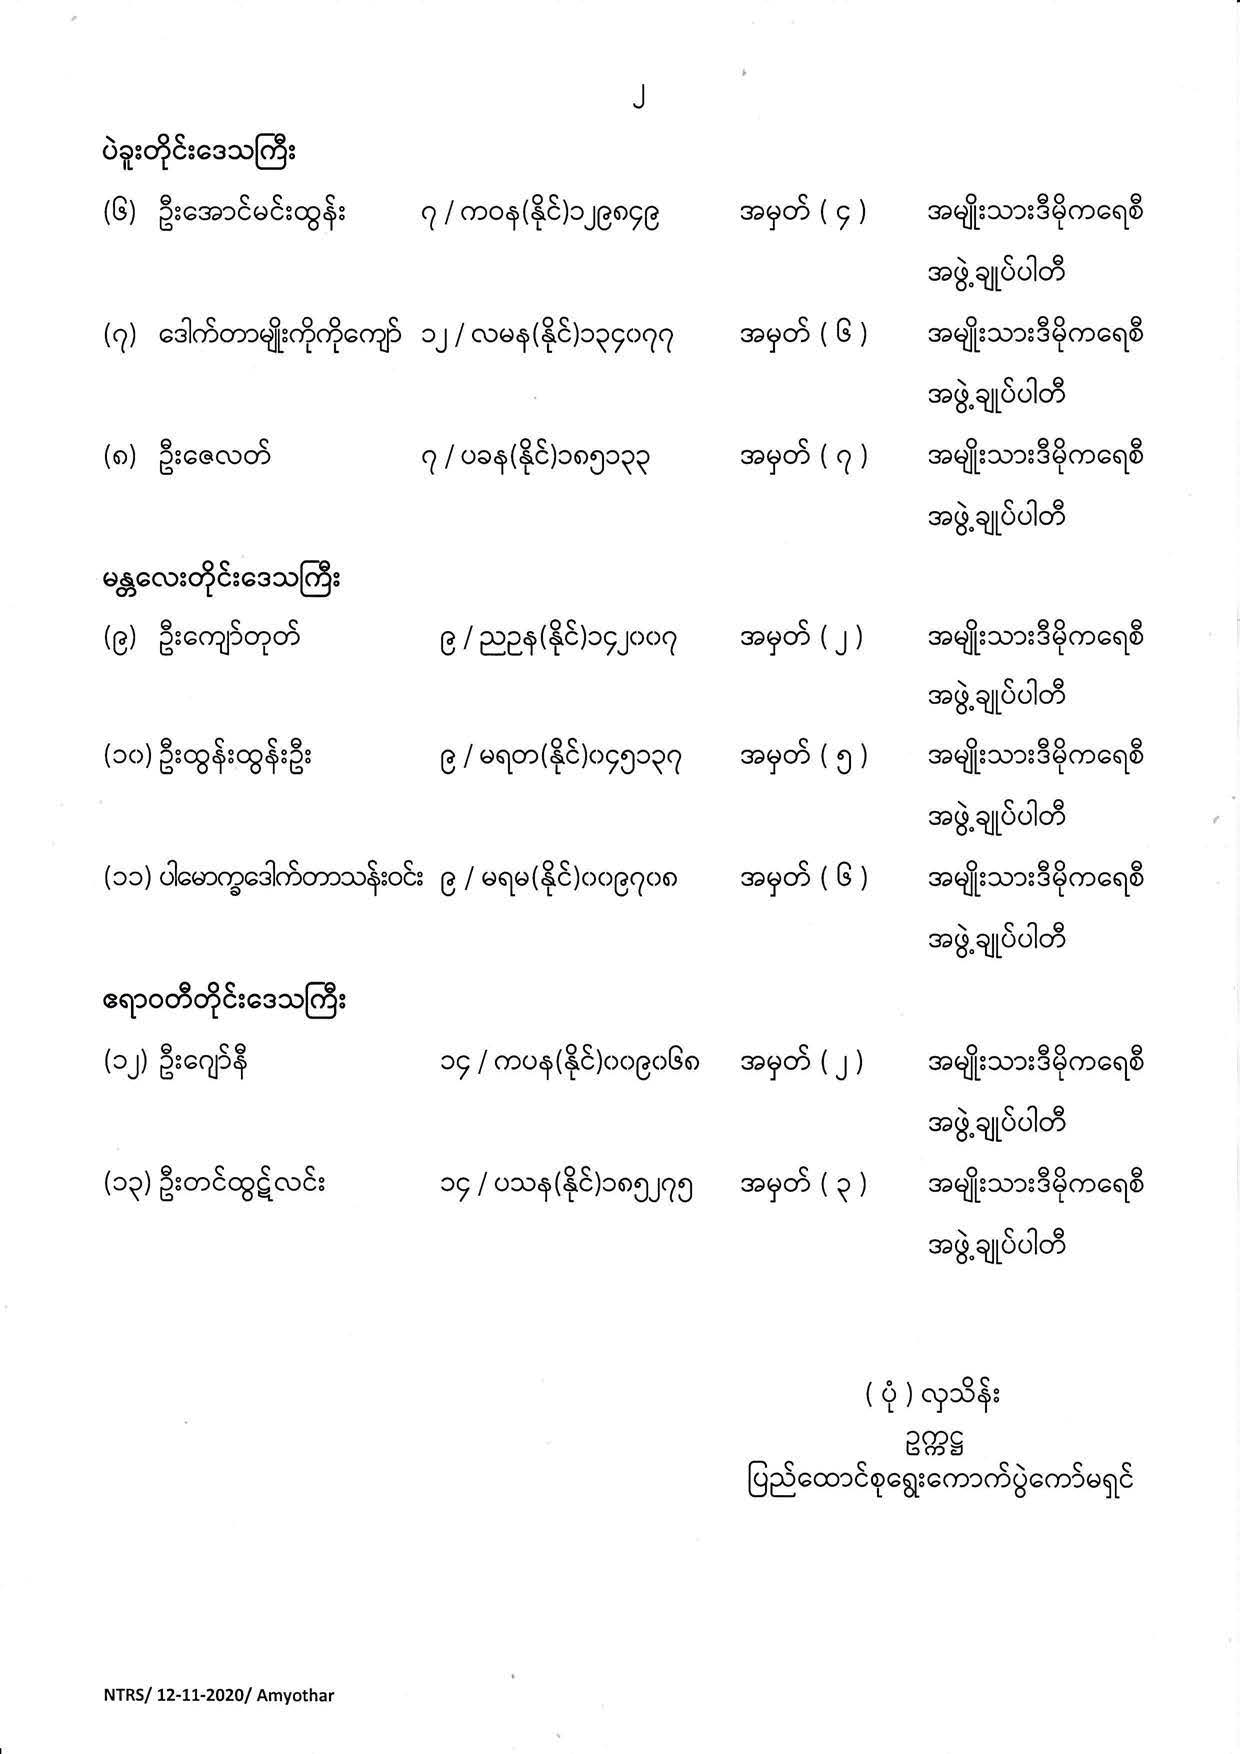 ၂
ပဲခူးတိုင်းဒေသကြီး
(၆) ဦးအောင်မင်းထွန်း ၇ / ကဝန(နိုင်)၁၂၉၈၄၉ အမှတ် ( ၄ ) အမျိုးသားဒီမိုကရေစီ
အဖွဲ့ချုပ်ပါတီ
(၇) ဒေါက်တာမျိုးကိုကိုကျော် ၁၂ / လမန(နိုင်)၁၃၄၀၇၇ အမှတ် ( ၆ ) အမျိုးသားဒီမိုကရေစီ
အဖွဲ့ချုပ်ပါတီ
(၈) ဦးဇေလတ် ၇ / ပခန(နိုင်)၁၈၅၁၃၃ အမှတ် ( ၇ ) အမျိုးသားဒီမိုကရေစီ
အဖွဲ့ချုပ်ပါတီ
မန္တလေးတိုင်းဒေသကြီး
(၉) ဦးကျော်တုတ် ၉ / ညဥန(နိုင်)၁၄၂၀၀၇ အမှတ် ( ၂ ) အမျိုးသားဒီမိုကရေစီ
အဖွဲ့ချုပ်ပါတီ
(၁၀) ဦးထွန်းထွန်းဦး ၉ / မရတ(နိုင်)၀၄၅၁၃၇ အမှတ် ( ၅ ) အမျိုးသားဒီမိုကရေစီ
အဖွဲ့ချုပ်ပါတီ
(၁၁) ပါမောက္ခဒေါက်တာသန်းဝင်း ၉ / မရမ(နိုင်)၀၀၉၇၀၈ အမှတ် ( ၆ ) အမျိုးသားဒီမိုကရေစီ
အဖွဲ့ချုပ်ပါတီ
ဧရာဝတီတိုင်းဒေသကြီး
(၁၂) ဦးဂျော်နီ ၁၄ / ကပန(နိုင်)၀၀၉၀၆၈ အမှတ် ( ၂ ) အမျိုးသားဒီမိုကရေစီ
အဖွဲ့ချုပ်ပါတီ
(၁၃) ဦးတင်ထွဋ်လင်း ၁၄ / ပသန(နိုင်)၁၈၅၂၇၅ အမှတ် ( ၃ ) အမျိုးသားဒီမိုကရေစီ
အဖွဲ့ချုပ်ပါတီ
( ပုံ ) လှသိန်း
ဥက္ကဋ္ဌ
ပြည်ထောင်စုရွေးကောက်ပွဲကော်မရှင်
NTRS/ 12-11-2020/ Amyothar